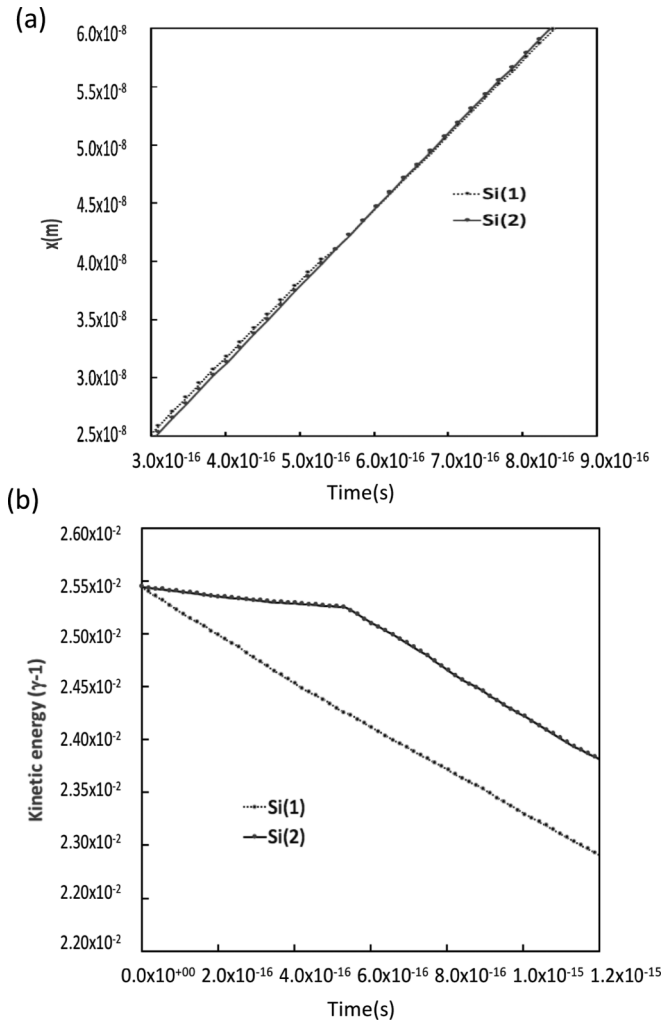 (a)
6.0x10⁻⁸
5.5x10⁻⁸
5.0x10⁻⁸
4.5x10⁻⁸
4.0x10⁻⁸
3.5x10⁻⁸
3.0x10⁻⁸
2.5x10⁻⁸
x(m)
Si(1)
Si(2)
3.0x10⁻¹⁶ 4.0x10⁻¹⁶ 5.0x10⁻¹⁶ 6.0x10⁻¹⁶ 7.0x10⁻¹⁶ 8.0x10⁻¹⁶ 9.0x10⁻¹⁶
Time(s)
(b)
2.60x10⁻²
2.55x10⁻²
2.50x10⁻²
2.45x10⁻²
2.40x10⁻²
2.35x10⁻²
2.30x10⁻²
2.20x10⁻²
2.20x10⁻²
Kinetic energy (γ-1)
Si(1)
Si(2)
0.0x10⁺⁰⁰ 2.0x10⁻¹⁶ 4.0x10⁻¹⁶ 6.0x10⁻¹⁶ 8.0x10⁻¹⁶ 1.0x10⁻¹⁵ 1.2x10⁻¹⁵
Time(s)